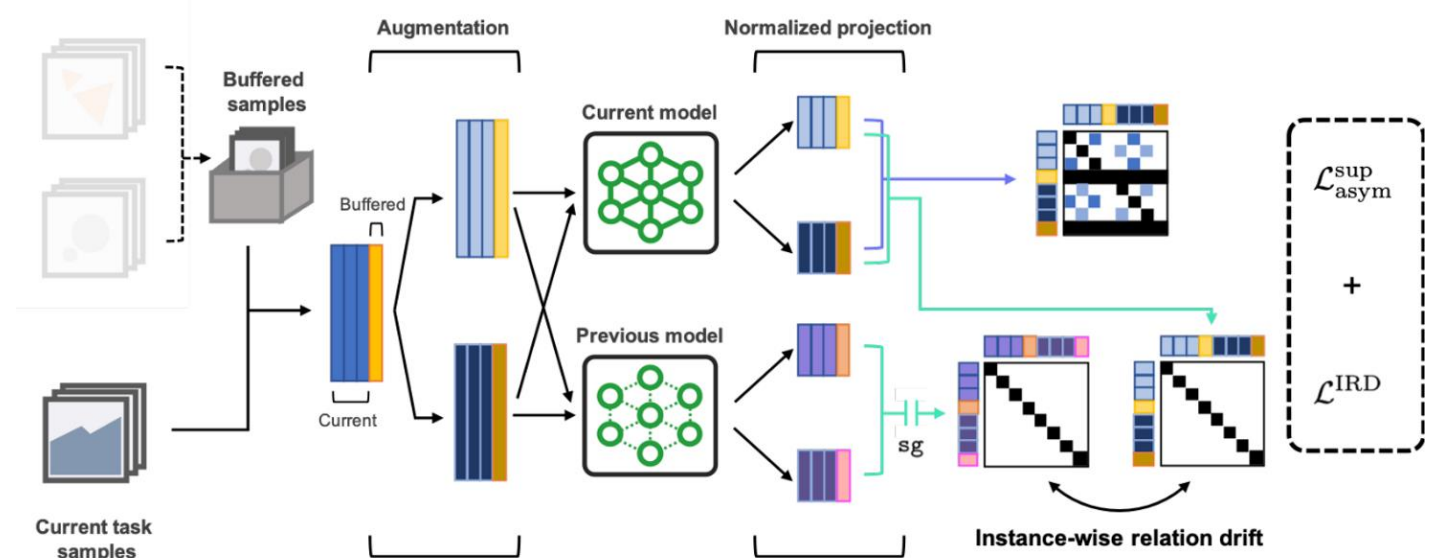 Augmentation
Normalized projection
Buffered
samples
Current model
Buffered
Current
Previous model
sg
Current task
samples
Instance-wise relation drift
ℒ^sup_asym
+
ℒ^IRD